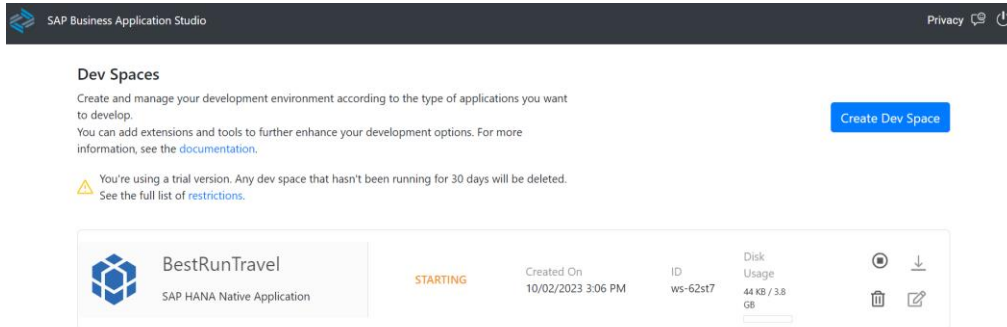 SAP Business Application Studio
Privacy
Dev Spaces
Create and manage your development environment according to the type of applications you want
to develop.
You can add extensions and tools to further enhance your development options. For more
information, see the documentation.
Create Dev Space
You're using a trial version. Any dev space that hasn't been running for 30 days will be deleted.
See the full list of restrictions.
BestRunTravel
SAP HANA Native Application
STARTING
Created On
10/02/2023 3:06 PM
ID
ws-62st7
Disk
Usage
44 KB / 3.8
GB